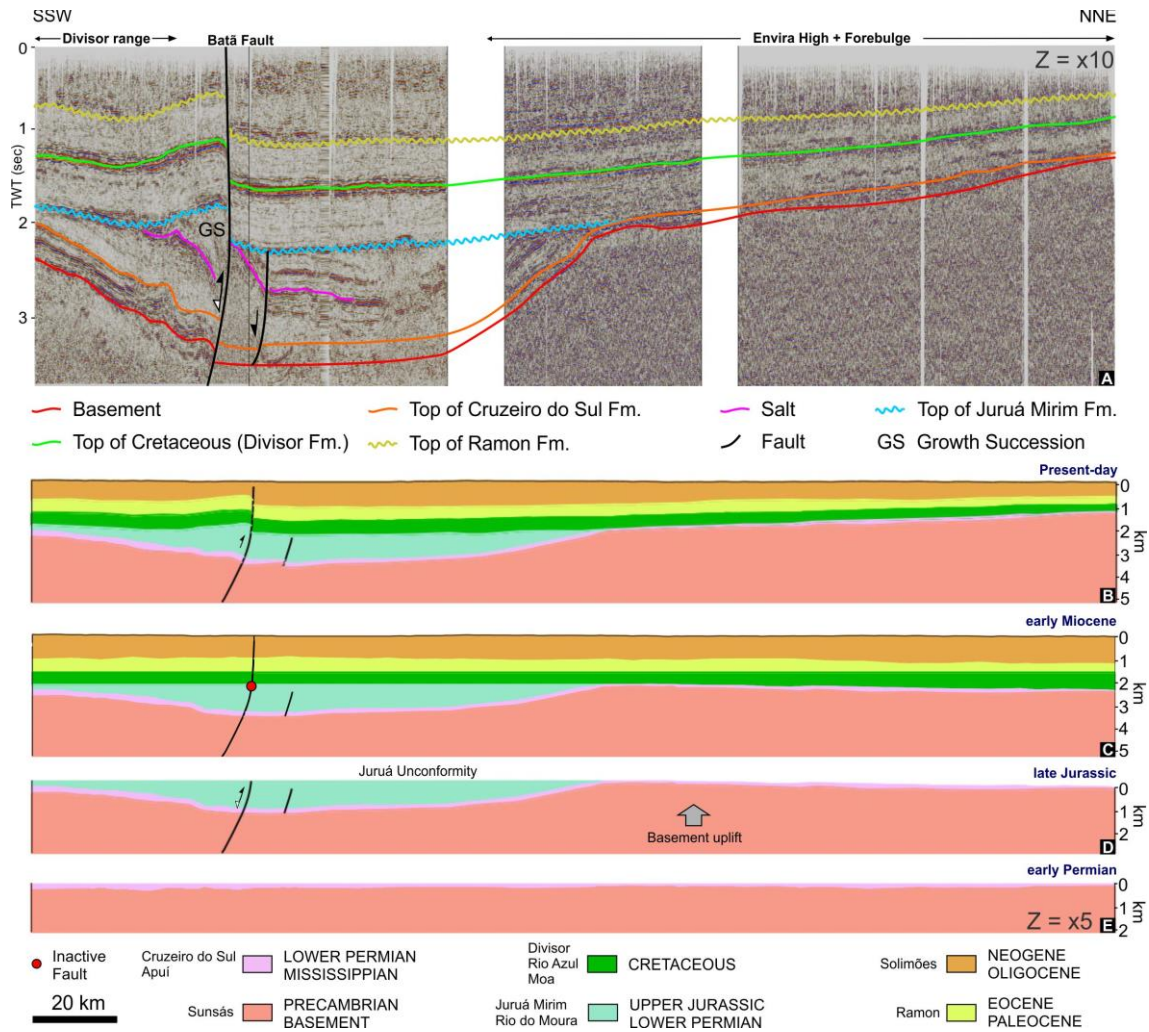 SSW
NNE
Divisor range
Batã Fault
Envira High + Forebulge
Z = x10
0
1
2
3
TWT (sec)
GS
A
Basement
Top of Cruzeiro do Sul Fm.
Salt
Top of Juruá Mirim Fm.
Top of Cretaceous (Divisor Fm.)
Top of Ramon Fm.
Fault
GS Growth Succession
Present-day
0
1
2
3
4
5
km
B
early Miocene
0
1
2
3
4
5
km
C
Juruá Unconformity
late Jurassic
0
1
2
km
Basement uplift
D
early Permian
0
1
2
km
Z = x5
E
Inactive
Fault
20 km
Cruzeiro do Sul
Apuí
LOWER PERMIAN
MISSISSIPPIAN
Sunsás
PRECAMBRIAN
BASEMENT
Divisor
Rio Azul
Moa
CRETACEOUS
Juruá Mirim
Rio do Moura
UPPER JURASSIC
LOWER PERMIAN
Solimões
NEOGENE
OLIGOCENE
Ramon
EOCENE
PALEOCENE